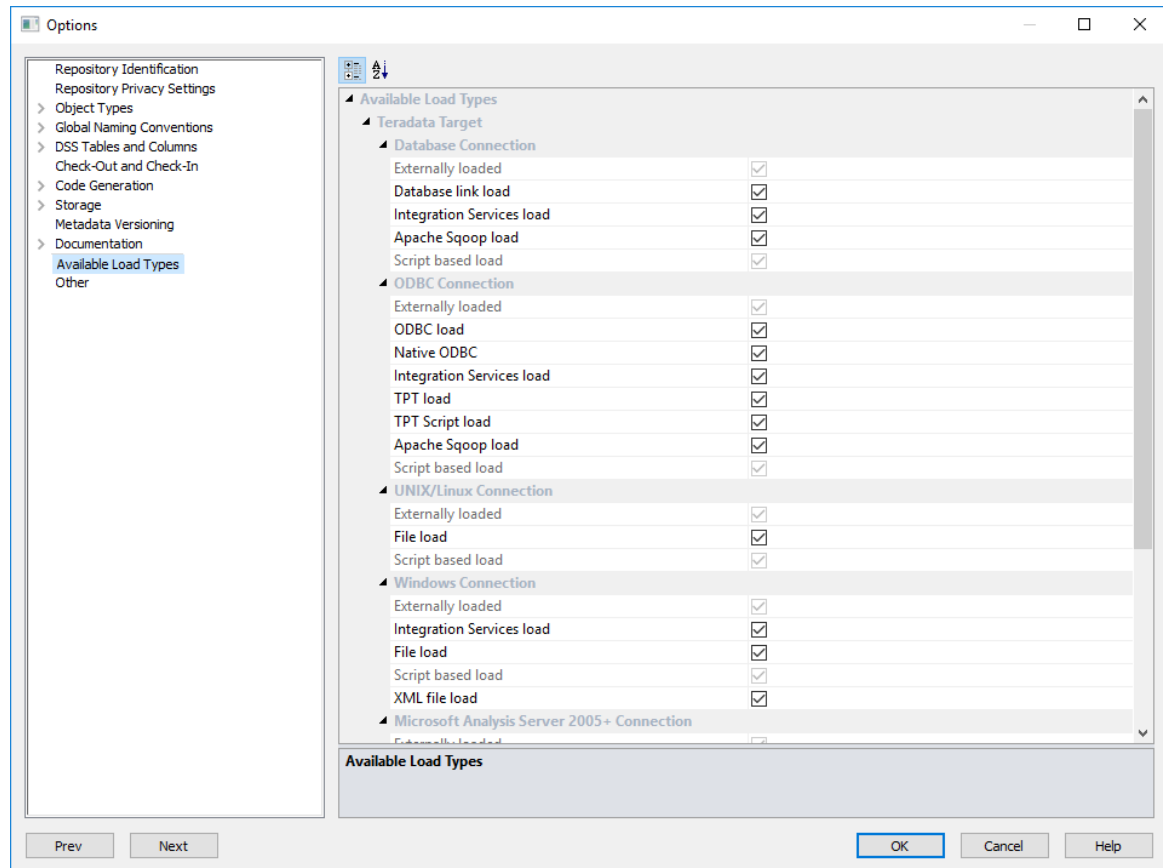 Options
Repository Identification
Repository Privacy Settings
Object Types
Global Naming Conventions
DSS Tables and Columns
Check-Out and Check-In
Code Generation
Storage
Metadata Versioning
Documentation
Available Load Types
Other
Available Load Types
Teradata Target
Database Connection
Externally loaded
Database link load
Integration Services load
Apache Sqoop load
Script based load
ODBC Connection
Externally loaded
ODBC load
Native ODBC
Integration Services load
TPT load
TPT Script load
Apache Sqoop load
Script based load
UNIX/Linux Connection
Externally loaded
File load
Script based load
Windows Connection
Externally loaded
Integration Services load
File load
Script based load
XML file load
Microsoft Analysis Server 2005+ Connection
Externally loaded
Available Load Types
Prev Next OK Cancel Help